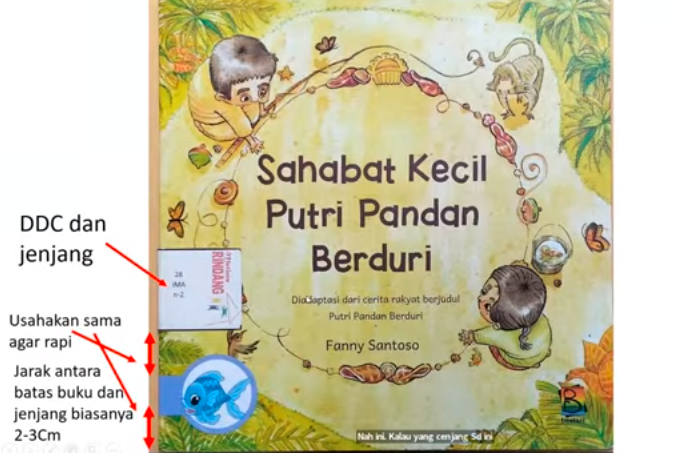 DDC dan
jenjang
Usahakan sama
agar rapi
Jarak antara
batas buku dan
jenjang biasanya
2-3Cm
Sahabat Kecil
Putri Pandan
Berduri
Diadaptasi dari cerita rakyat berjudul
Putri Pandan Berduri
Fanny Santoso
28
IMA
n-2
RINDANG
Nah ini. Kalau yang cenjang Sd ini